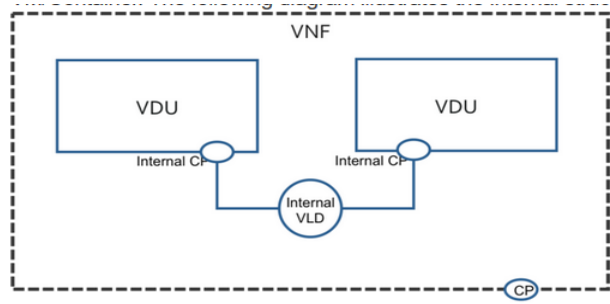 VNF
VDU
VDU
Internal CP
Internal CP
Internal
VLD
CP